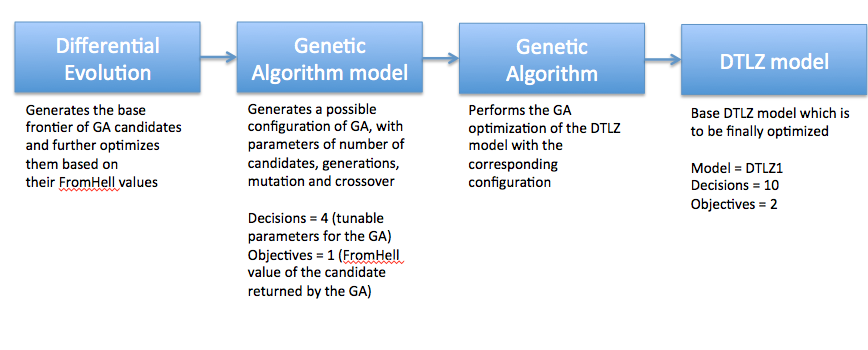 Differential
Evolution
Generates the base
frontier of GA candidates
and further optimizes
them based on
their FromHell values
Genetic
Algorithm model
Generates a possible
configuration of GA, with
parameters of number of
candidates, generations,
mutation and crossover
Decisions = 4 (tunable
parameters for the GA)
Objectives = 1 (FromHell
value of the candidate
returned by the GA)
Genetic
Algorithm
Performs the GA
optimization of the DTLZ
model with the
corresponding
configuration
DTLZ model
Base DTLZ model which is
to be finally optimized
Model = DTLZ1
Decisions = 10
Objectives = 2